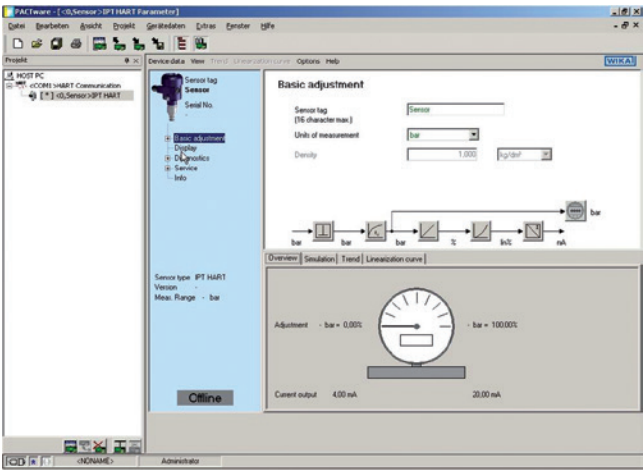 PACTware - [<0,Sensor>IPT HART Parameter]
Datei Bearbeiten Ansicht Projekt Gerätedaten Extras Fenster Hilfe
Projekt
HOST PC
<COM1>HART Communication
[*] <0,Sensor>IPT HART
Device data View Trend Linearization curve Options Help
WIKA
Sensor tag
Sensor
Serial No.
-
Basic adjustment
Display
Diagnostics
Service
Info
Sensor type IPT HART
Version -
Meas. Range - bar
Offline
Basic adjustment
Sensor tag
(16 character max.)
Sensor
Units of measurement
bar
Density
1,000
kg/dm³
bar
bar bar bar % lin% mA
Overview Simulation Trend Linearization curve
Adjustment - bar = 0,00% - bar = 100,00%
Current output 4,00 mA 20,00 mA
<NONAME> Administrator